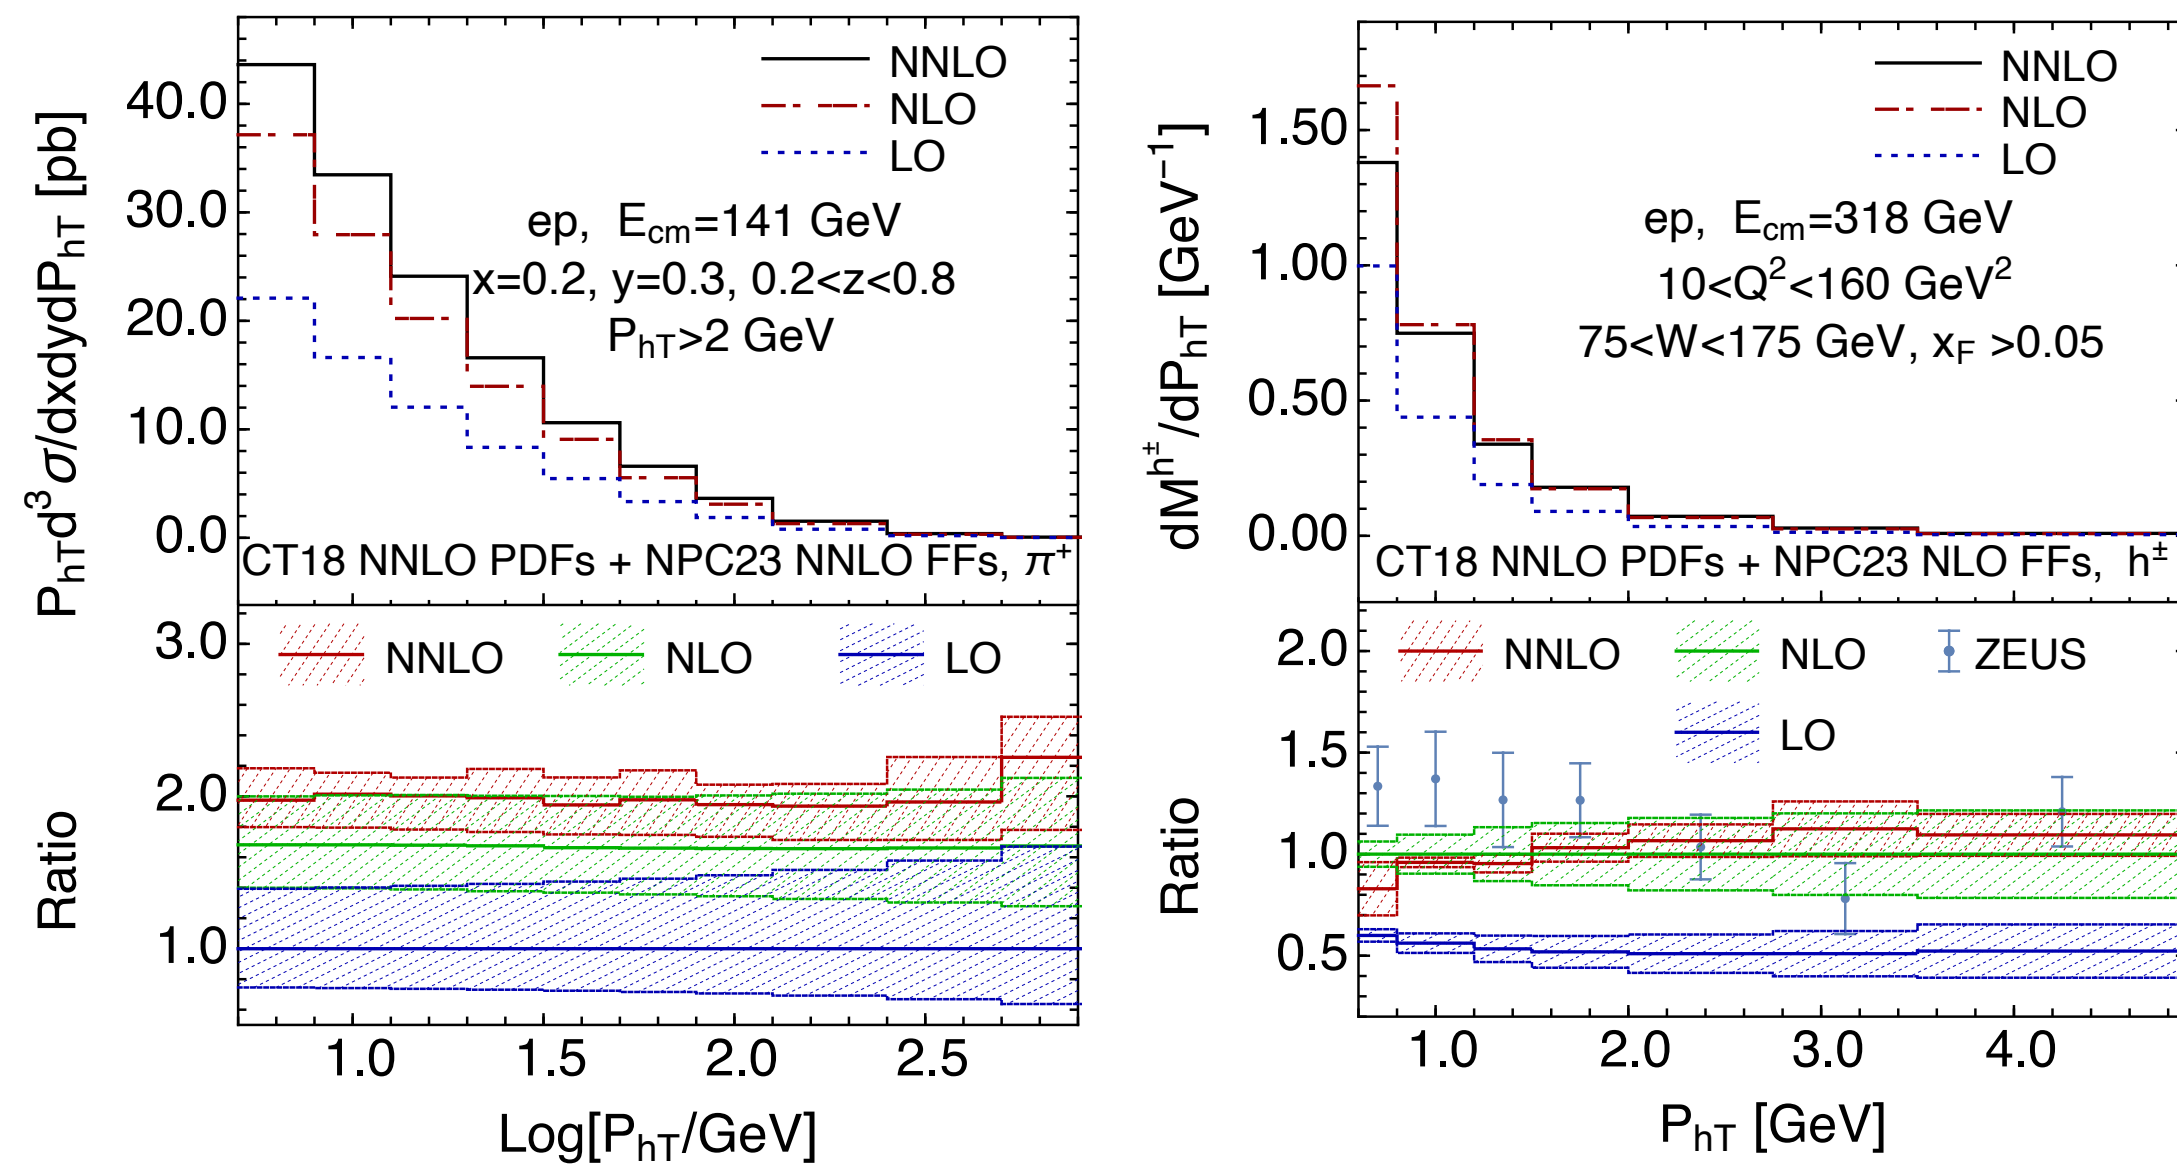 P_hT d³σ/dxdydP_hT [pb]
40.0
30.0
20.0
10.0
0.0
NNLO
NLO
LO
ep, E_cm=141 GeV
x=0.2, y=0.3, 0.2<z<0.8
P_hT>2 GeV
CT18 NNLO PDFs + NPC23 NNLO FFs, π⁺
Ratio
3.0
2.0
1.0
NNLO NLO LO
1.0 1.5 2.0 2.5
Log[P_hT/GeV]
dM^h±/dP_hT [GeV⁻¹]
1.50
1.00
0.50
0.00
NNLO
NLO
LO
ep, E_cm=318 GeV
10<Q²<160 GeV²
75<W<175 GeV, x_F >0.05
CT18 NNLO PDFs + NPC23 NLO FFs, h±
Ratio
2.0
1.5
1.0
0.5
NNLO NLO ZEUS
LO
1.0 2.0 3.0 4.0
P_hT [GeV]